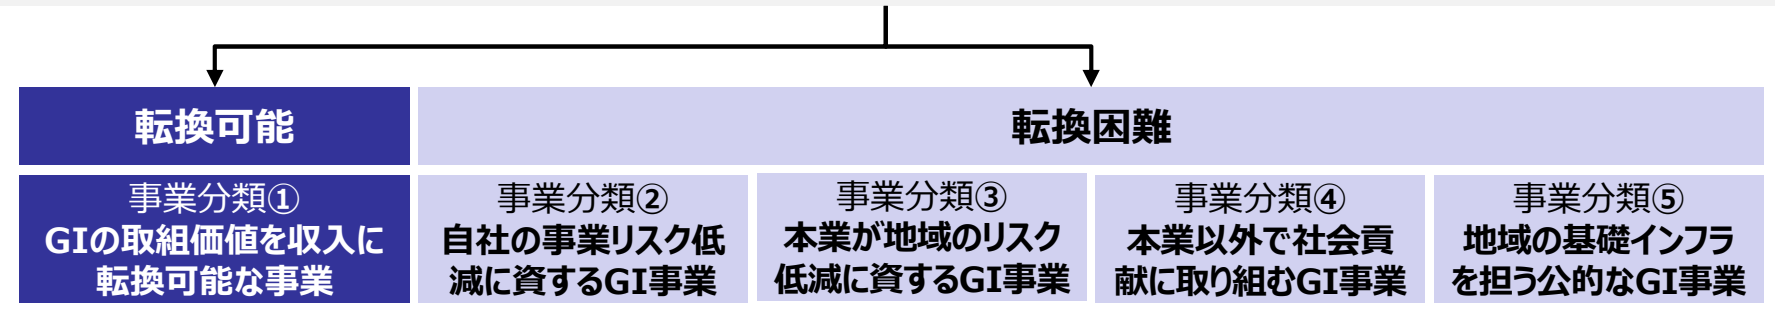 転換可能
転換困難
事業分類①
GIの取組価値を収入に
転換可能な事業
事業分類②
自社の事業リスク低
減に資するGI事業
事業分類③
本業が地域のリスク
低減に資するGI事業
事業分類④
本業以外で社会貢
献に取り組むGI事業
事業分類⑤
地域の基礎インフラ
を担う公的なGI事業